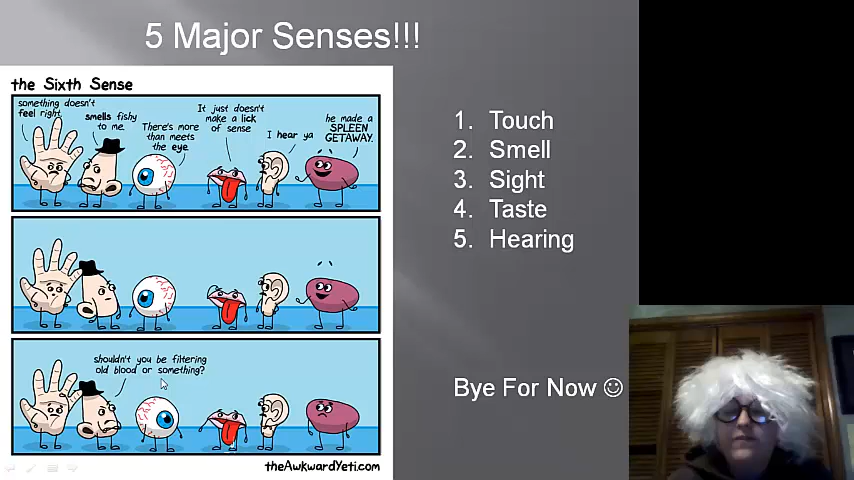 5 Major Senses!!!
the Sixth Sense
something doesn't
feel right.
smells fishy
to me.
There's more
than meets
the eye.
It just doesn't
make a lick
of sense
I hear ya
he made a
SPLEEN
GETAWAY.
shouldn't you be filtering
old blood or something?
theAwkwardYeti.com
1. Touch
2. Smell
3. Sight
4. Taste
5. Hearing
Bye For Now ☺